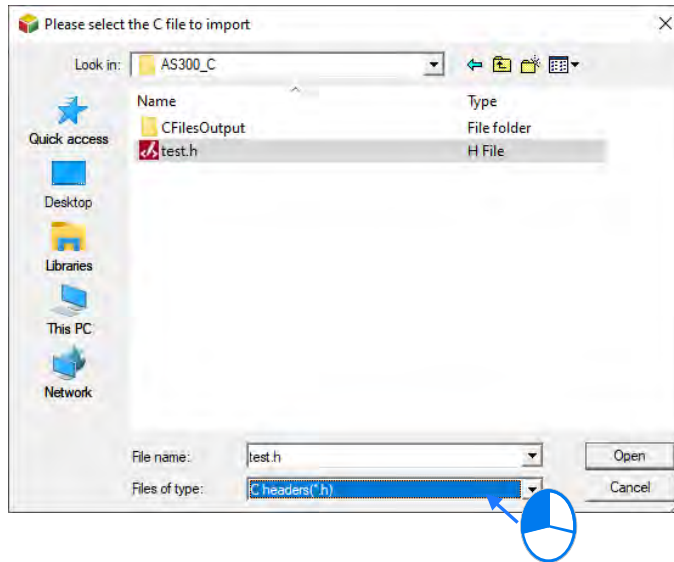 Please select the C file to import
Look in: AS300_C
Name Type
CFilesOutput File folder
test.h H File
Quick access
Desktop
Libraries
This PC
Network
File name: test.h Open
Files of type: C headers(*.h) Cancel